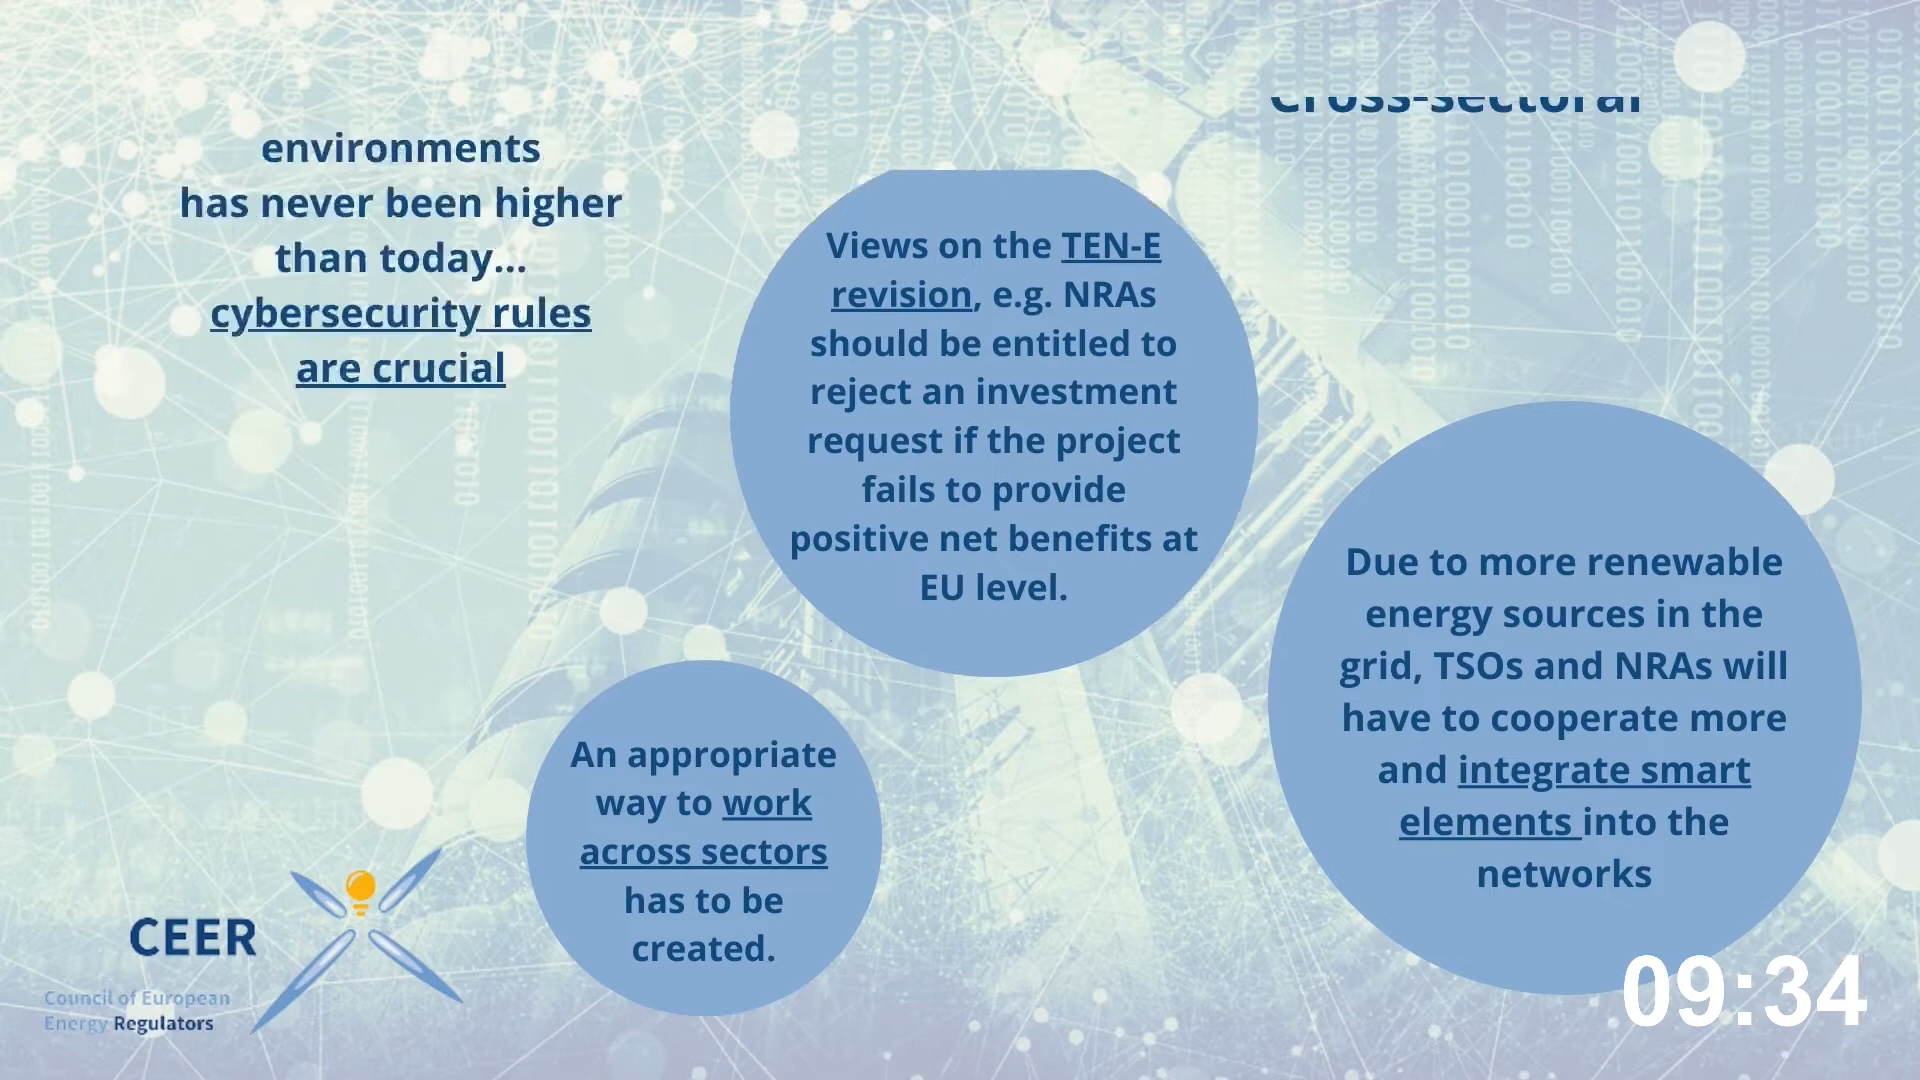 cross-sectoral
environments
has never been higher
than today...
cybersecurity rules
are crucial
Views on the TEN-E
revision, e.g. NRAs
should be entitled to
reject an investment
request if the project
fails to provide
positive net benefits at
EU level.
Due to more renewable
energy sources in the
grid, TSOs and NRAs will
have to cooperate more
and integrate smart
elements into the
networks
An appropriate
way to work
across sectors
has to be
created.
CEER
Council of European
Energy Regulators
09:34